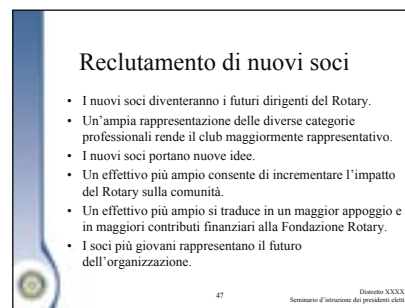 Reclutamento di nuovi soci
• I nuovi soci diventeranno i futuri dirigenti del Rotary.
• Un’ampia rappresentazione delle diverse categorie
professionali rende il club maggiormente rappresentativo.
• I nuovi soci portano nuove idee.
• Un effettivo più ampio consente di incrementare l’impatto
del Rotary sulla comunità.
• Un effettivo più ampio si traduce in un maggior appoggio e
in maggiori contributi finanziari alla Fondazione Rotary.
• I soci più giovani rappresentano il futuro
dell’organizzazione.
47
Distretto XXXX
Seminario d’istruzione dei presidenti eletti